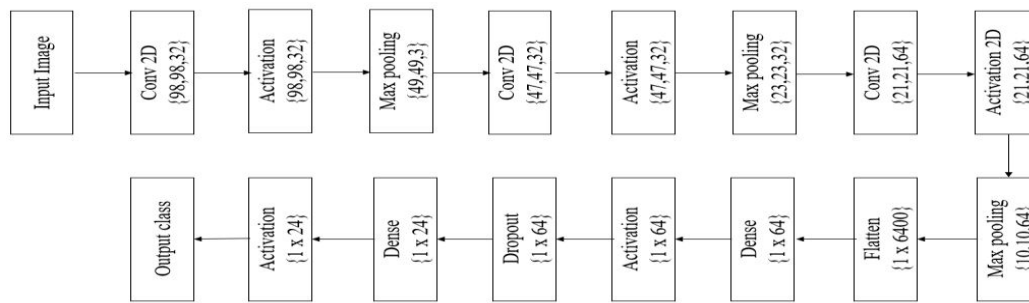 Input Image
Conv 2D
{98,98,32}
Activation
{98,98,32}
Max pooling
{49,49,3}
Conv 2D
{47,47,32}
Activation
{47,47,32}
Max pooling
{23,23,32}
Conv 2D
{21,21,64}
Activation 2D
{21,21,64}
Max pooling
{10,10,64}
Flatten
{1 x 6400}
Dense
{1 x 64}
Activation
{1 x 64}
Dropout
{1 x 64}
Dense
{1 x 24}
Activation
{1 x 24}
Output class